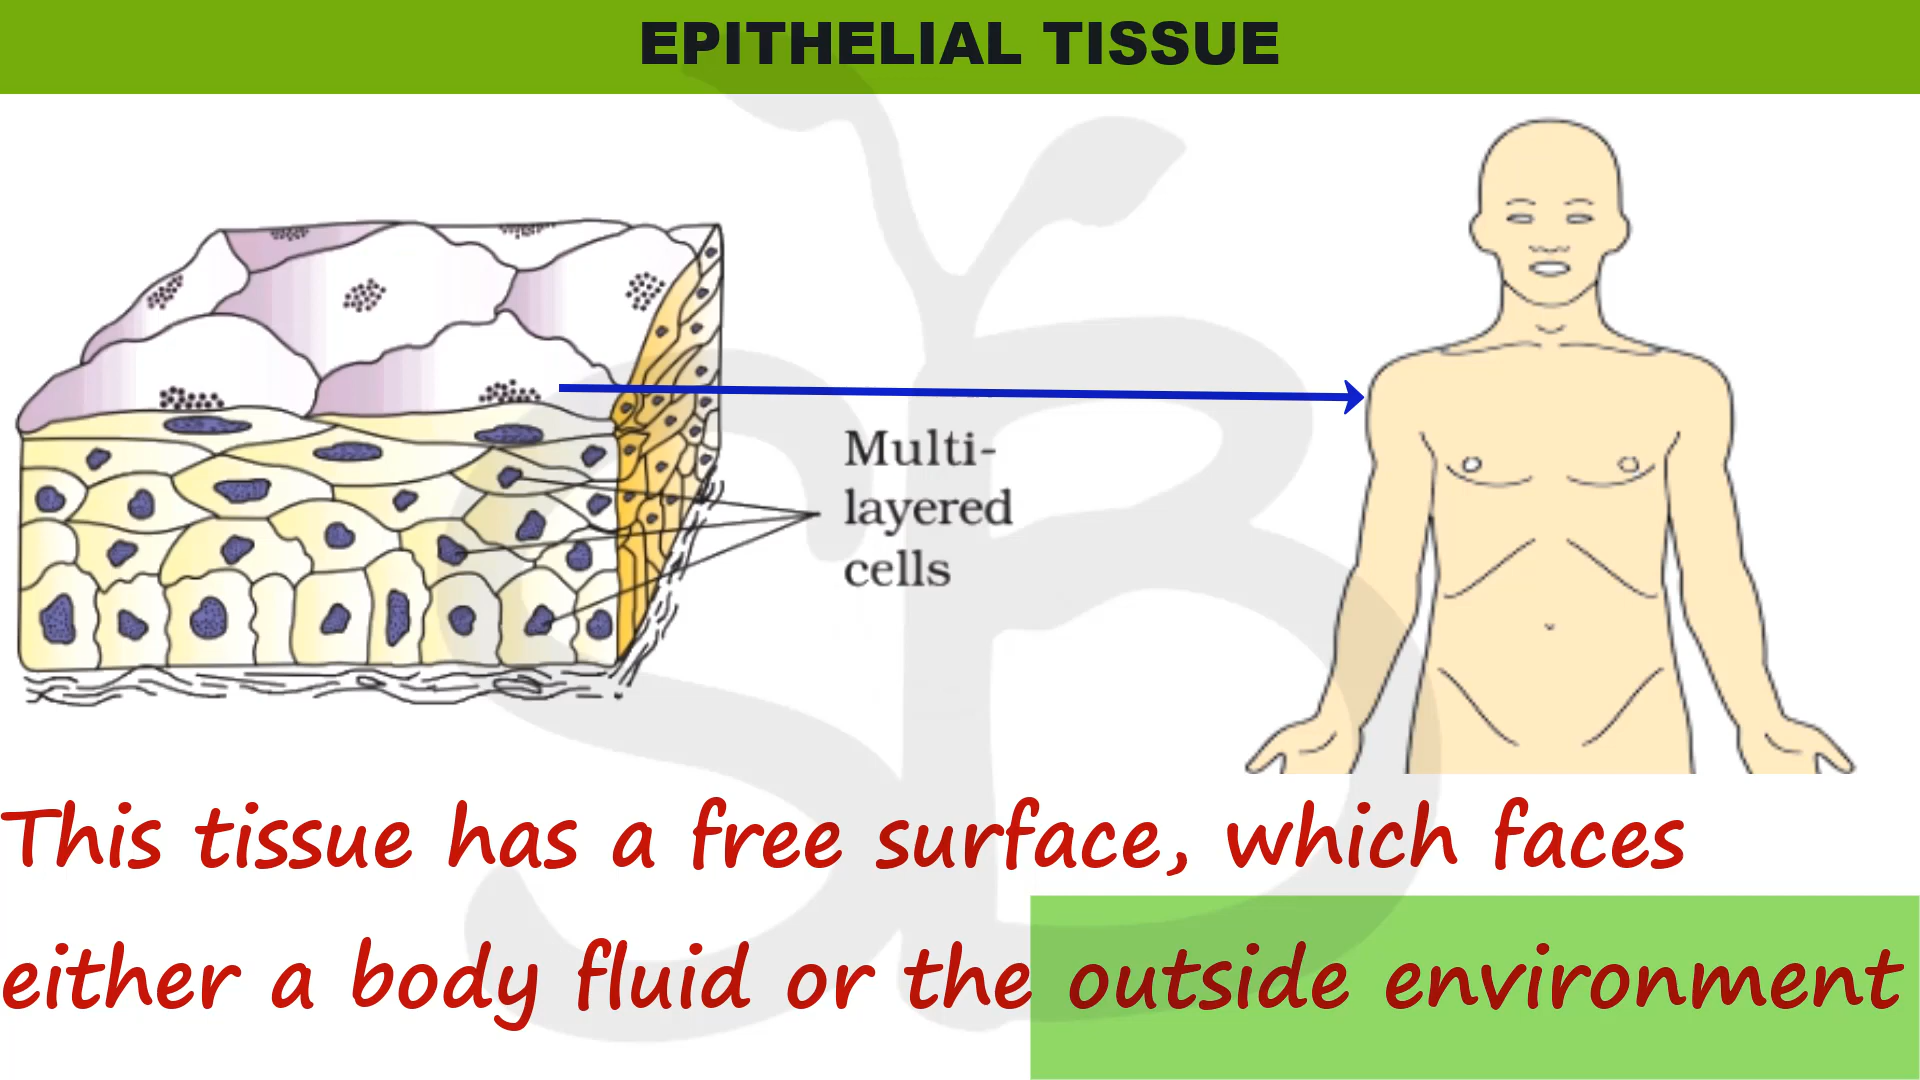 EPITHELIAL TISSUE
Multi-
layered
cells
This tissue has a free surface, which faces
either a body fluid or the outside environment